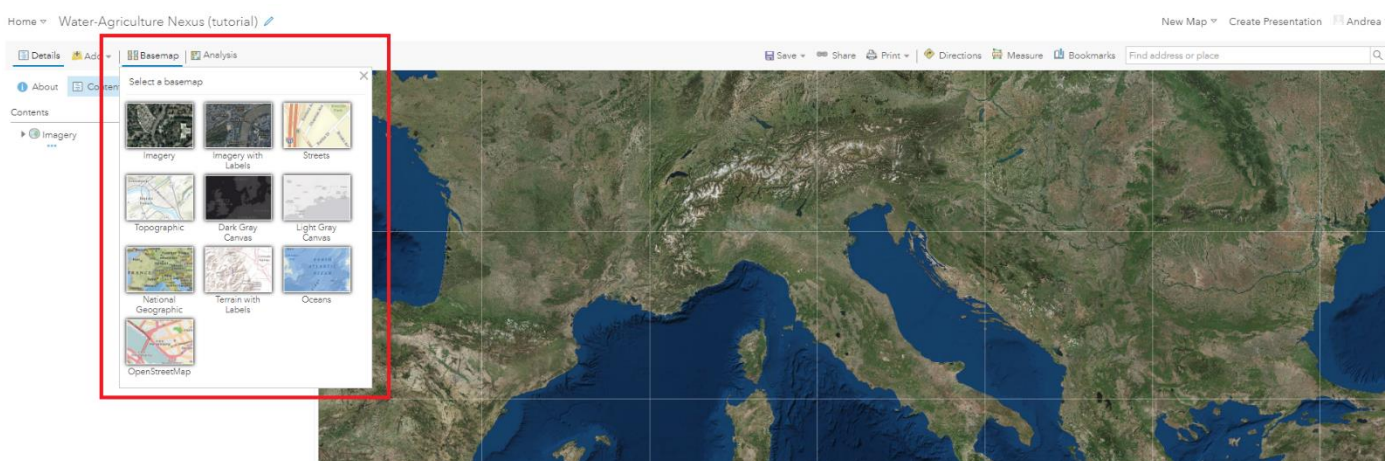 Home Water-Agriculture Nexus (tutorial) New Map Create Presentation Andrea
Details Add Basemap Analysis Save Share Print Directions Measure Bookmarks Find address or place
About Conten
Select a basemap
Contents
Imagery
Imagery Imagery with Labels Streets
Topographic Dark Gray Canvas Light Gray Canvas
National Geographic Terrain with Labels Oceans
OpenStreetMap